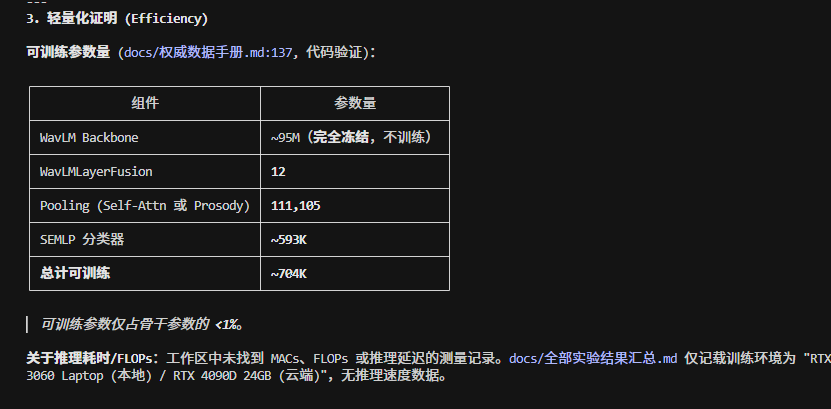 ---
3. 轻量化证明 (Efficiency)
可训练参数量 (docs/权威数据手册.md:137, 代码验证):
组件 参数量
WavLM Backbone ~95M (完全冻结, 不训练)
WavLMLayerFusion 12
Pooling (Self-Attn 或 Prosody) 111,105
SEMLP 分类器 ~593K
总计可训练 ~704K
可训练参数仅占骨干参数的 <1%。
关于推理耗时/FLOPs: 工作区中未找到 MACs、FLOPs 或推理延迟的测量记录。docs/全部实验结果汇总.md 仅记载训练环境为 "RTX
3060 Laptop (本地) / RTX 4090D 24GB (云端)", 无推理速度数据。